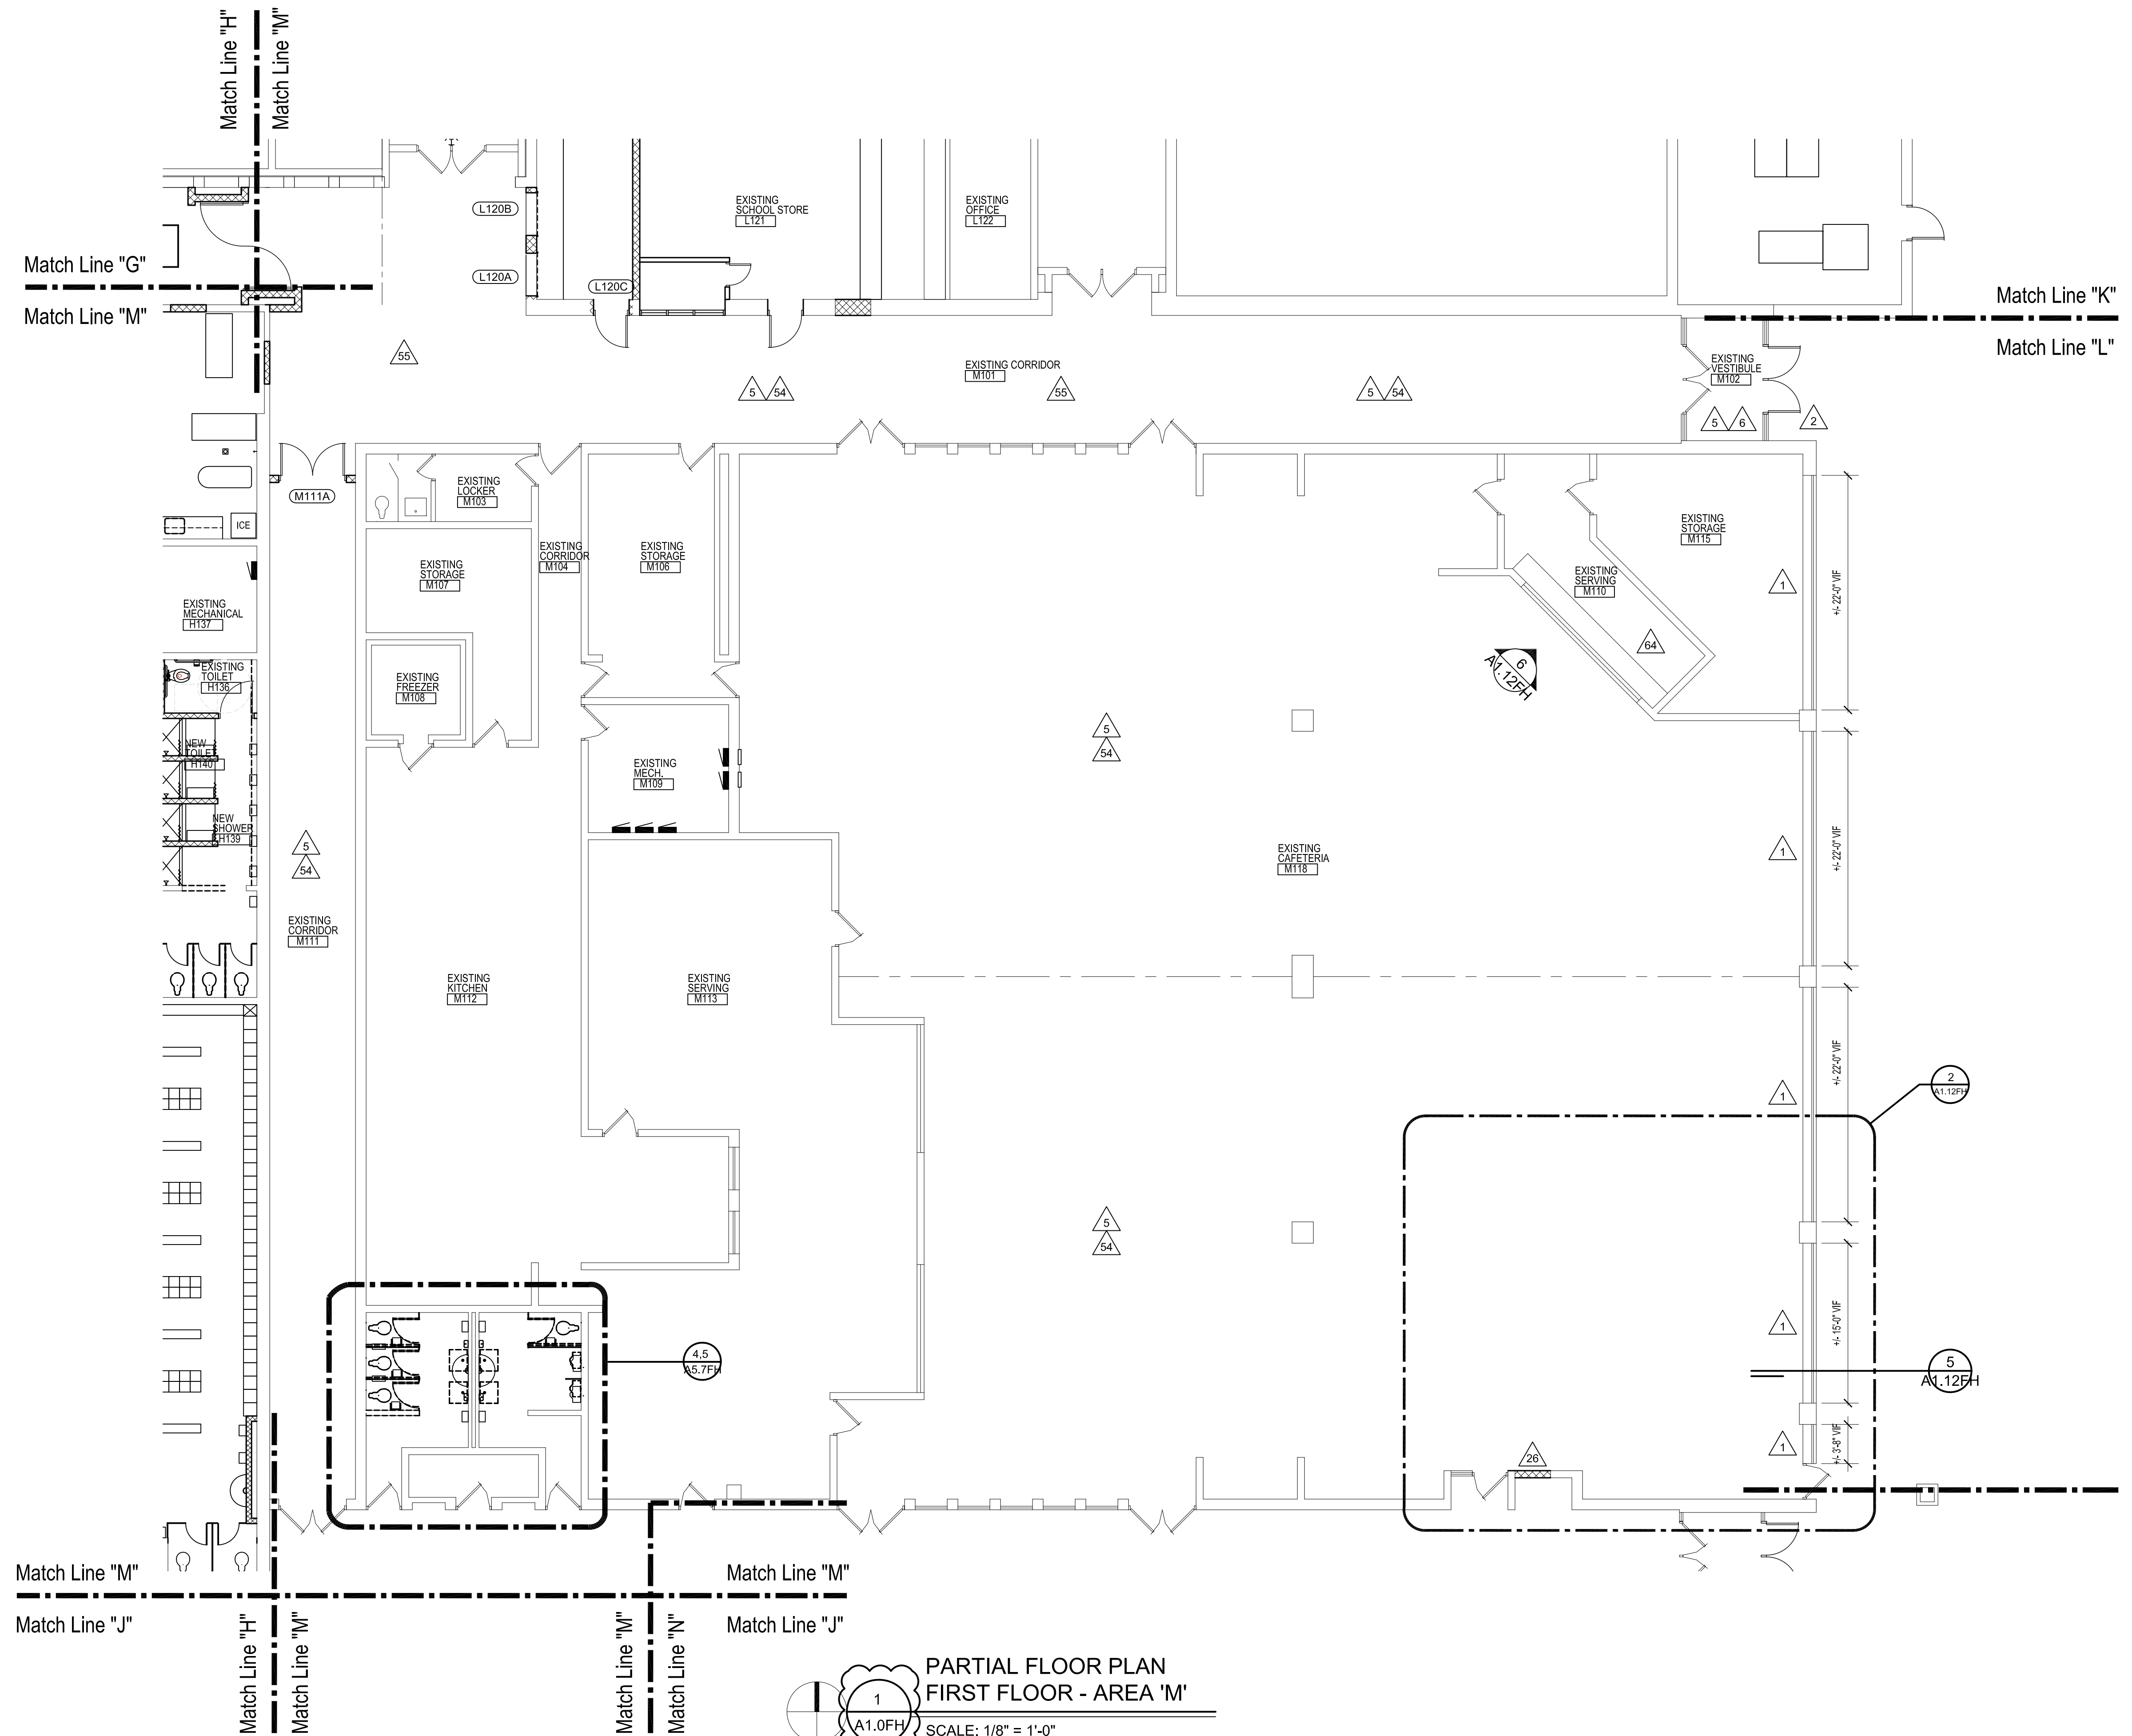 Match Line "H"
Match Line "M"
Match Line "G"
Match Line "M"
Match Line "K"
Match Line "L"
L120B
L120A
L120C
EXISTING
SCHOOL STORE
L121
EXISTING
OFFICE
L122
55
5
54
EXISTING CORRIDOR
M101
55
5
54
EXISTING
VESTIBULE
M102
5
6
2
M111A
EXISTING
LOCKER
M103
EXISTING
CORRIDOR
M104
EXISTING
STORAGE
M106
EXISTING
STORAGE
M107
EXISTING
FREEZER
M108
EXISTING
MECH.
M109
ICE
EXISTING
MECHANICAL
H137
EXISTING
TOILET
H136
NEW
TOILET
H140
NEW
SHOWER
H139
5
54
EXISTING
CORRIDOR
M111
EXISTING
KITCHEN
M112
EXISTING
SERVING
M113
EXISTING
STORAGE
M115
EXISTING
SERVING
M110
64
6
A1.12FH
5
54
EXISTING
CAFETERIA
M118
5
54
1
+/- 22'-0" VIF
1
+/- 22'-0" VIF
1
+/- 22'-0" VIF
1
+/- 15'-0" VIF
1
+/- 3'-8" VIF
2
A1.12FH
5
A1.12FH
26
4,5
A5.7FH
Match Line "M"
Match Line "J"
Match Line "H"
Match Line "M"
Match Line "M"
Match Line "N"
Match Line "M"
Match Line "J"
1
A1.0FH
PARTIAL FLOOR PLAN
FIRST FLOOR - AREA 'M'
SCALE: 1/8" = 1'-0"